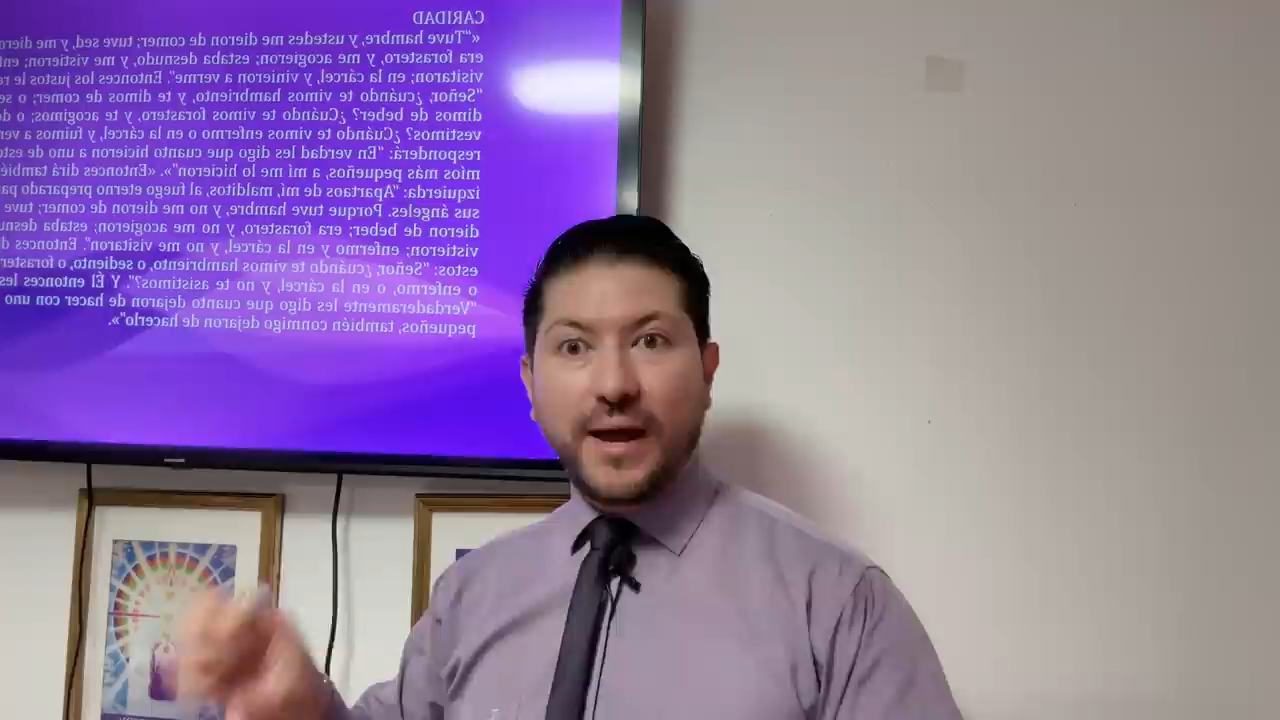 CARIDAD
«“Tuve hambre, y ustedes me dieron de comer; tuve sed, y me
era forastero, y me acogieron; estaba desnudo, y me vistieron;
visitaron; en la cárcel, y vinieron a verme”. Entonces los justos le
“Señor, ¿cuándo te vimos hambriento, y te dimos de comer; o
dimos de beber? ¿Cuándo te vimos forastero, y te acogimos; o
vestimos? ¿Cuándo te vimos enfermo o en la cárcel, y fuimos a
responderá: “En verdad les digo que cuanto hicieron a uno de
míos más pequeños, a mí me lo hicieron”». «Entonces dirá
izquierda: “Apartaos de mí, malditos, al fuego eterno preparado
sus ángeles. Porque tuve hambre, y no me dieron de comer; tuve
dieron de beber; era forastero, y no me acogieron; estaba
vistieron; enfermo y en la cárcel, y no me visitaron”. Entonces
estos: “Señor, ¿cuándo te vimos hambriento, o sediento, o
o enfermo, o en la cárcel, y no te asistimos?”. Y Él entonces les
“Verdaderamente les digo que cuanto dejaron de hacer con uno
pequeños, también conmigo dejaron de hacerlo”».